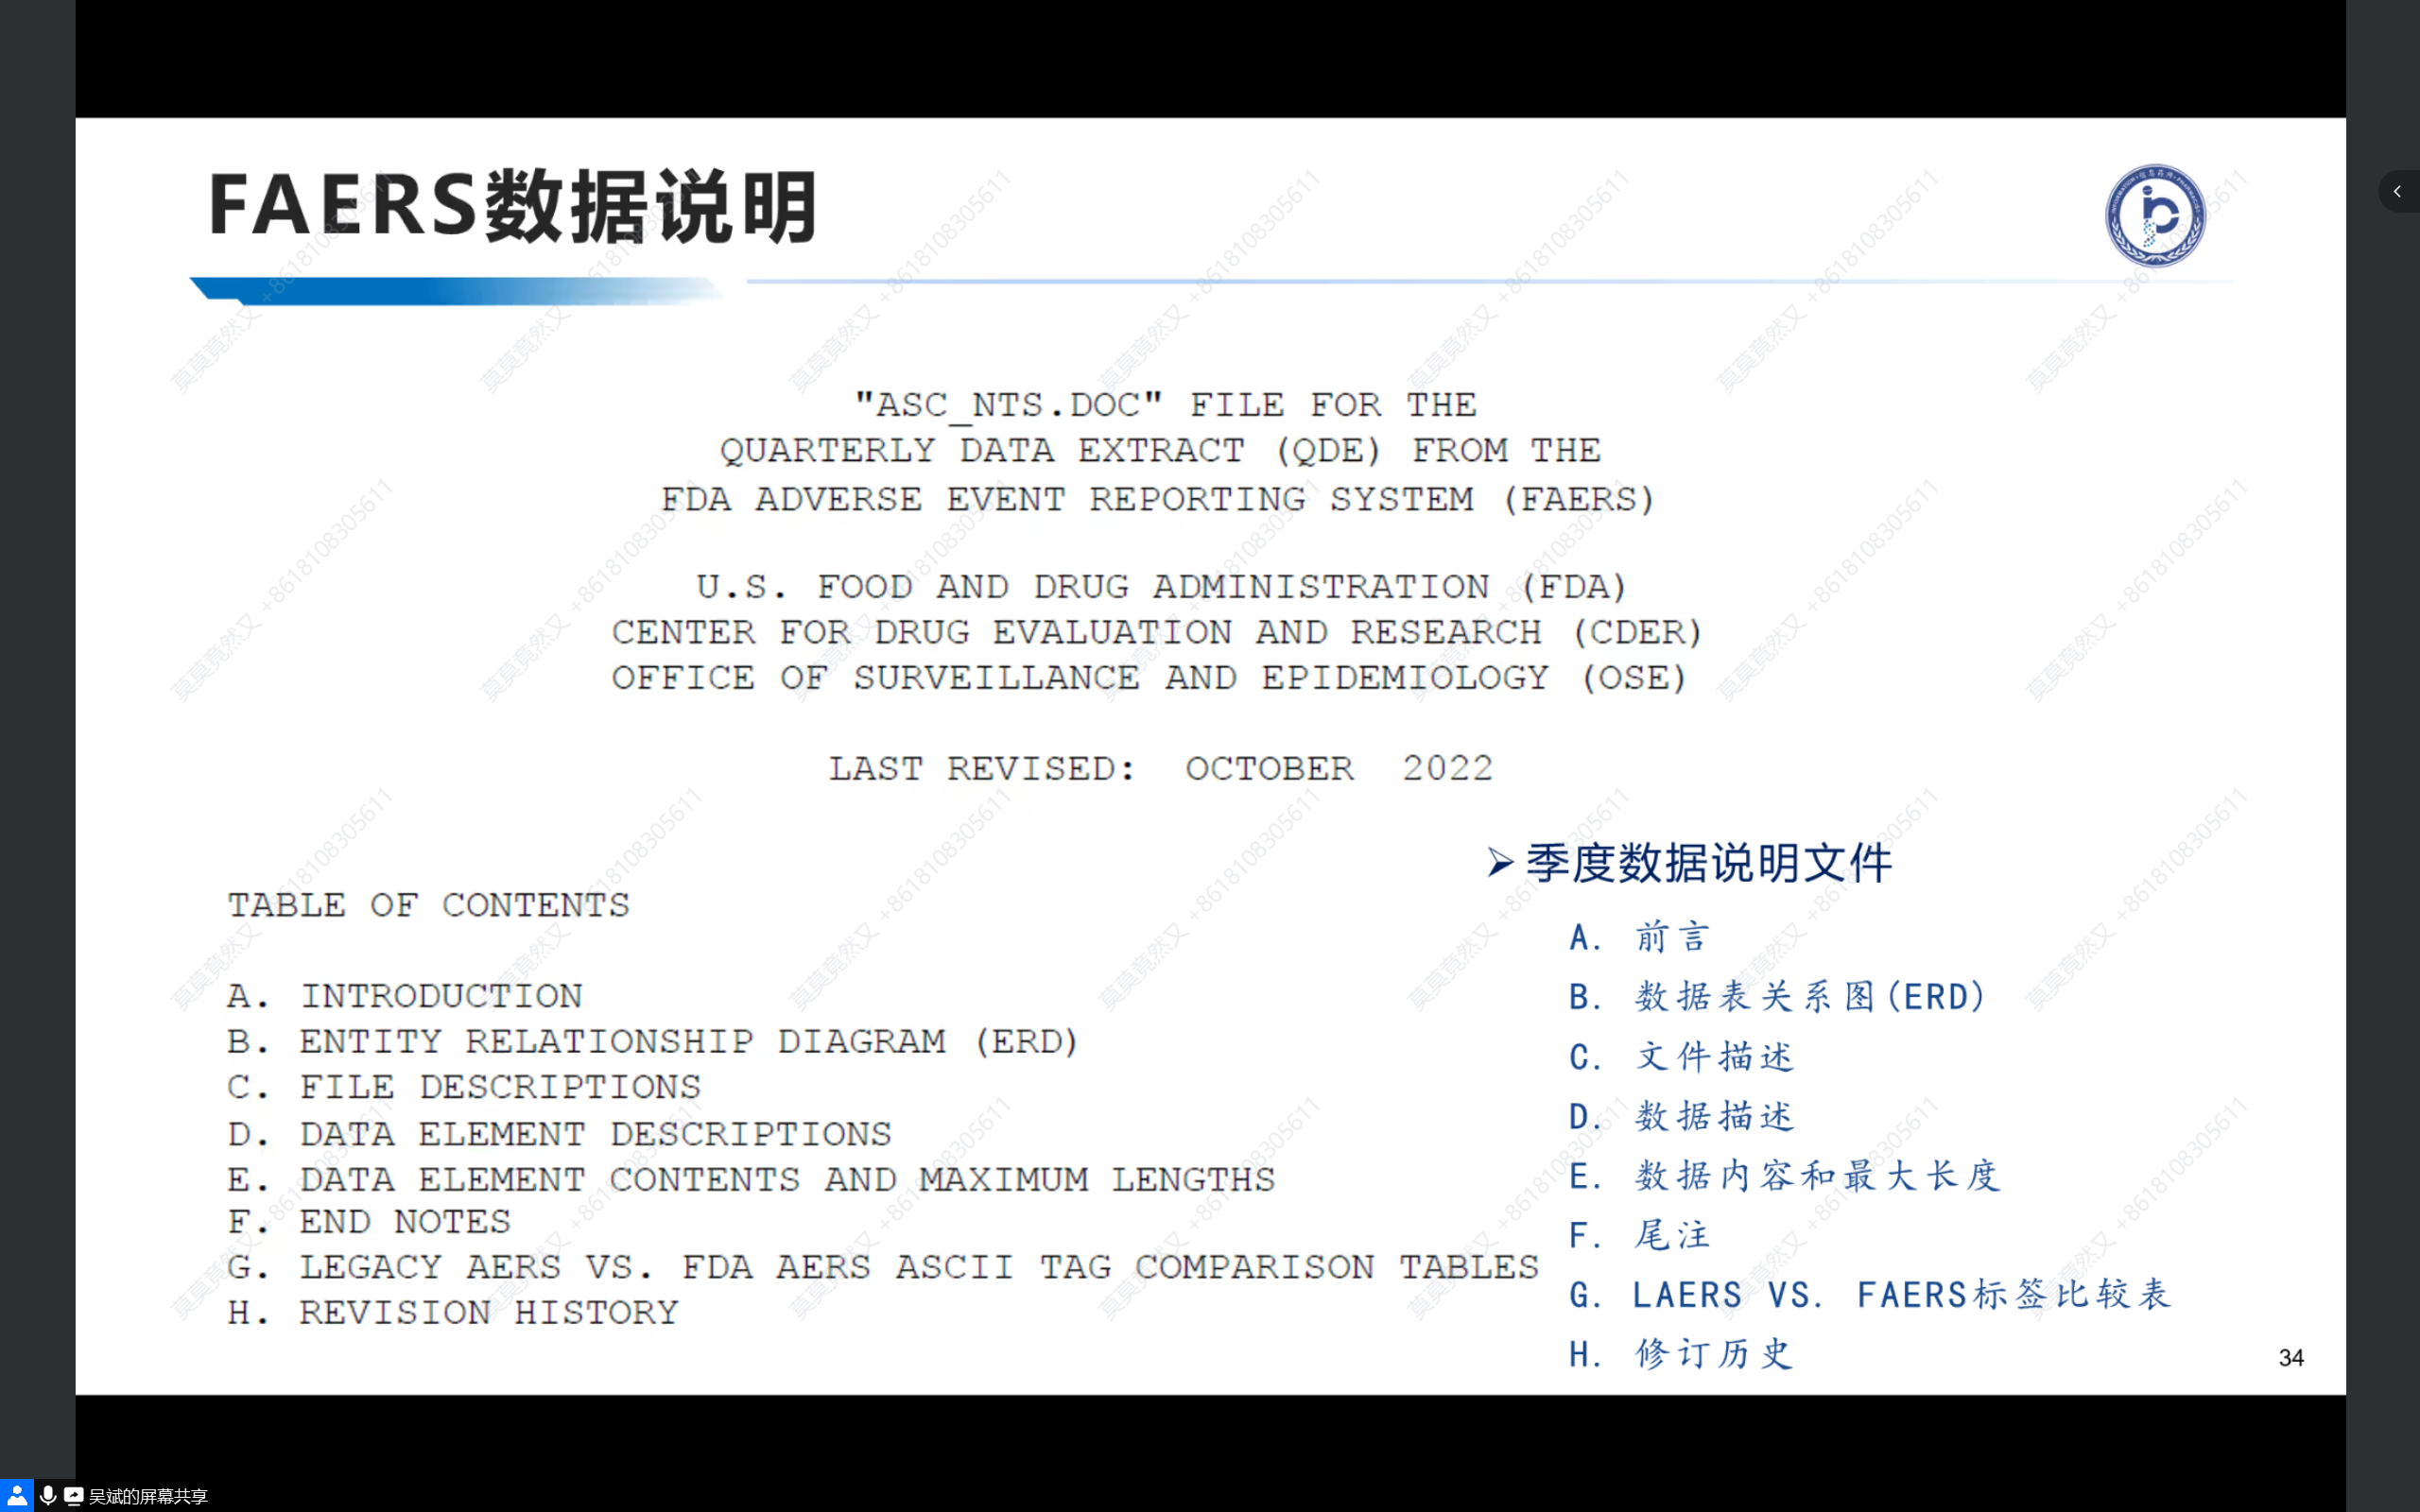 FAERS数据说明
"ASC_NTS.DOC" FILE FOR THE
QUARTERLY DATA EXTRACT (QDE) FROM THE
FDA ADVERSE EVENT REPORTING SYSTEM (FAERS)
U.S. FOOD AND DRUG ADMINISTRATION (FDA)
CENTER FOR DRUG EVALUATION AND RESEARCH (CDER)
OFFICE OF SURVEILLANCE AND EPIDEMIOLOGY (OSE)
LAST REVISED: OCTOBER 2022
TABLE OF CONTENTS
A. INTRODUCTION
B. ENTITY RELATIONSHIP DIAGRAM (ERD)
C. FILE DESCRIPTIONS
D. DATA ELEMENT DESCRIPTIONS
E. DATA ELEMENT CONTENTS AND MAXIMUM LENGTHS
F. END NOTES
G. LEGACY AERS VS. FDA AERS ASCII TAG COMPARISON TABLES
H. REVISION HISTORY
➢ 季度数据说明文件
A. 前言
B. 数据表关系图(ERD)
C. 文件描述
D. 数据描述
E. 数据内容和最大长度
F. 尾注
G. LAERS VS. FAERS标签比较表
H. 修订历史
34
莫莫竟然又 +8618108305611
吴斌的屏幕共享